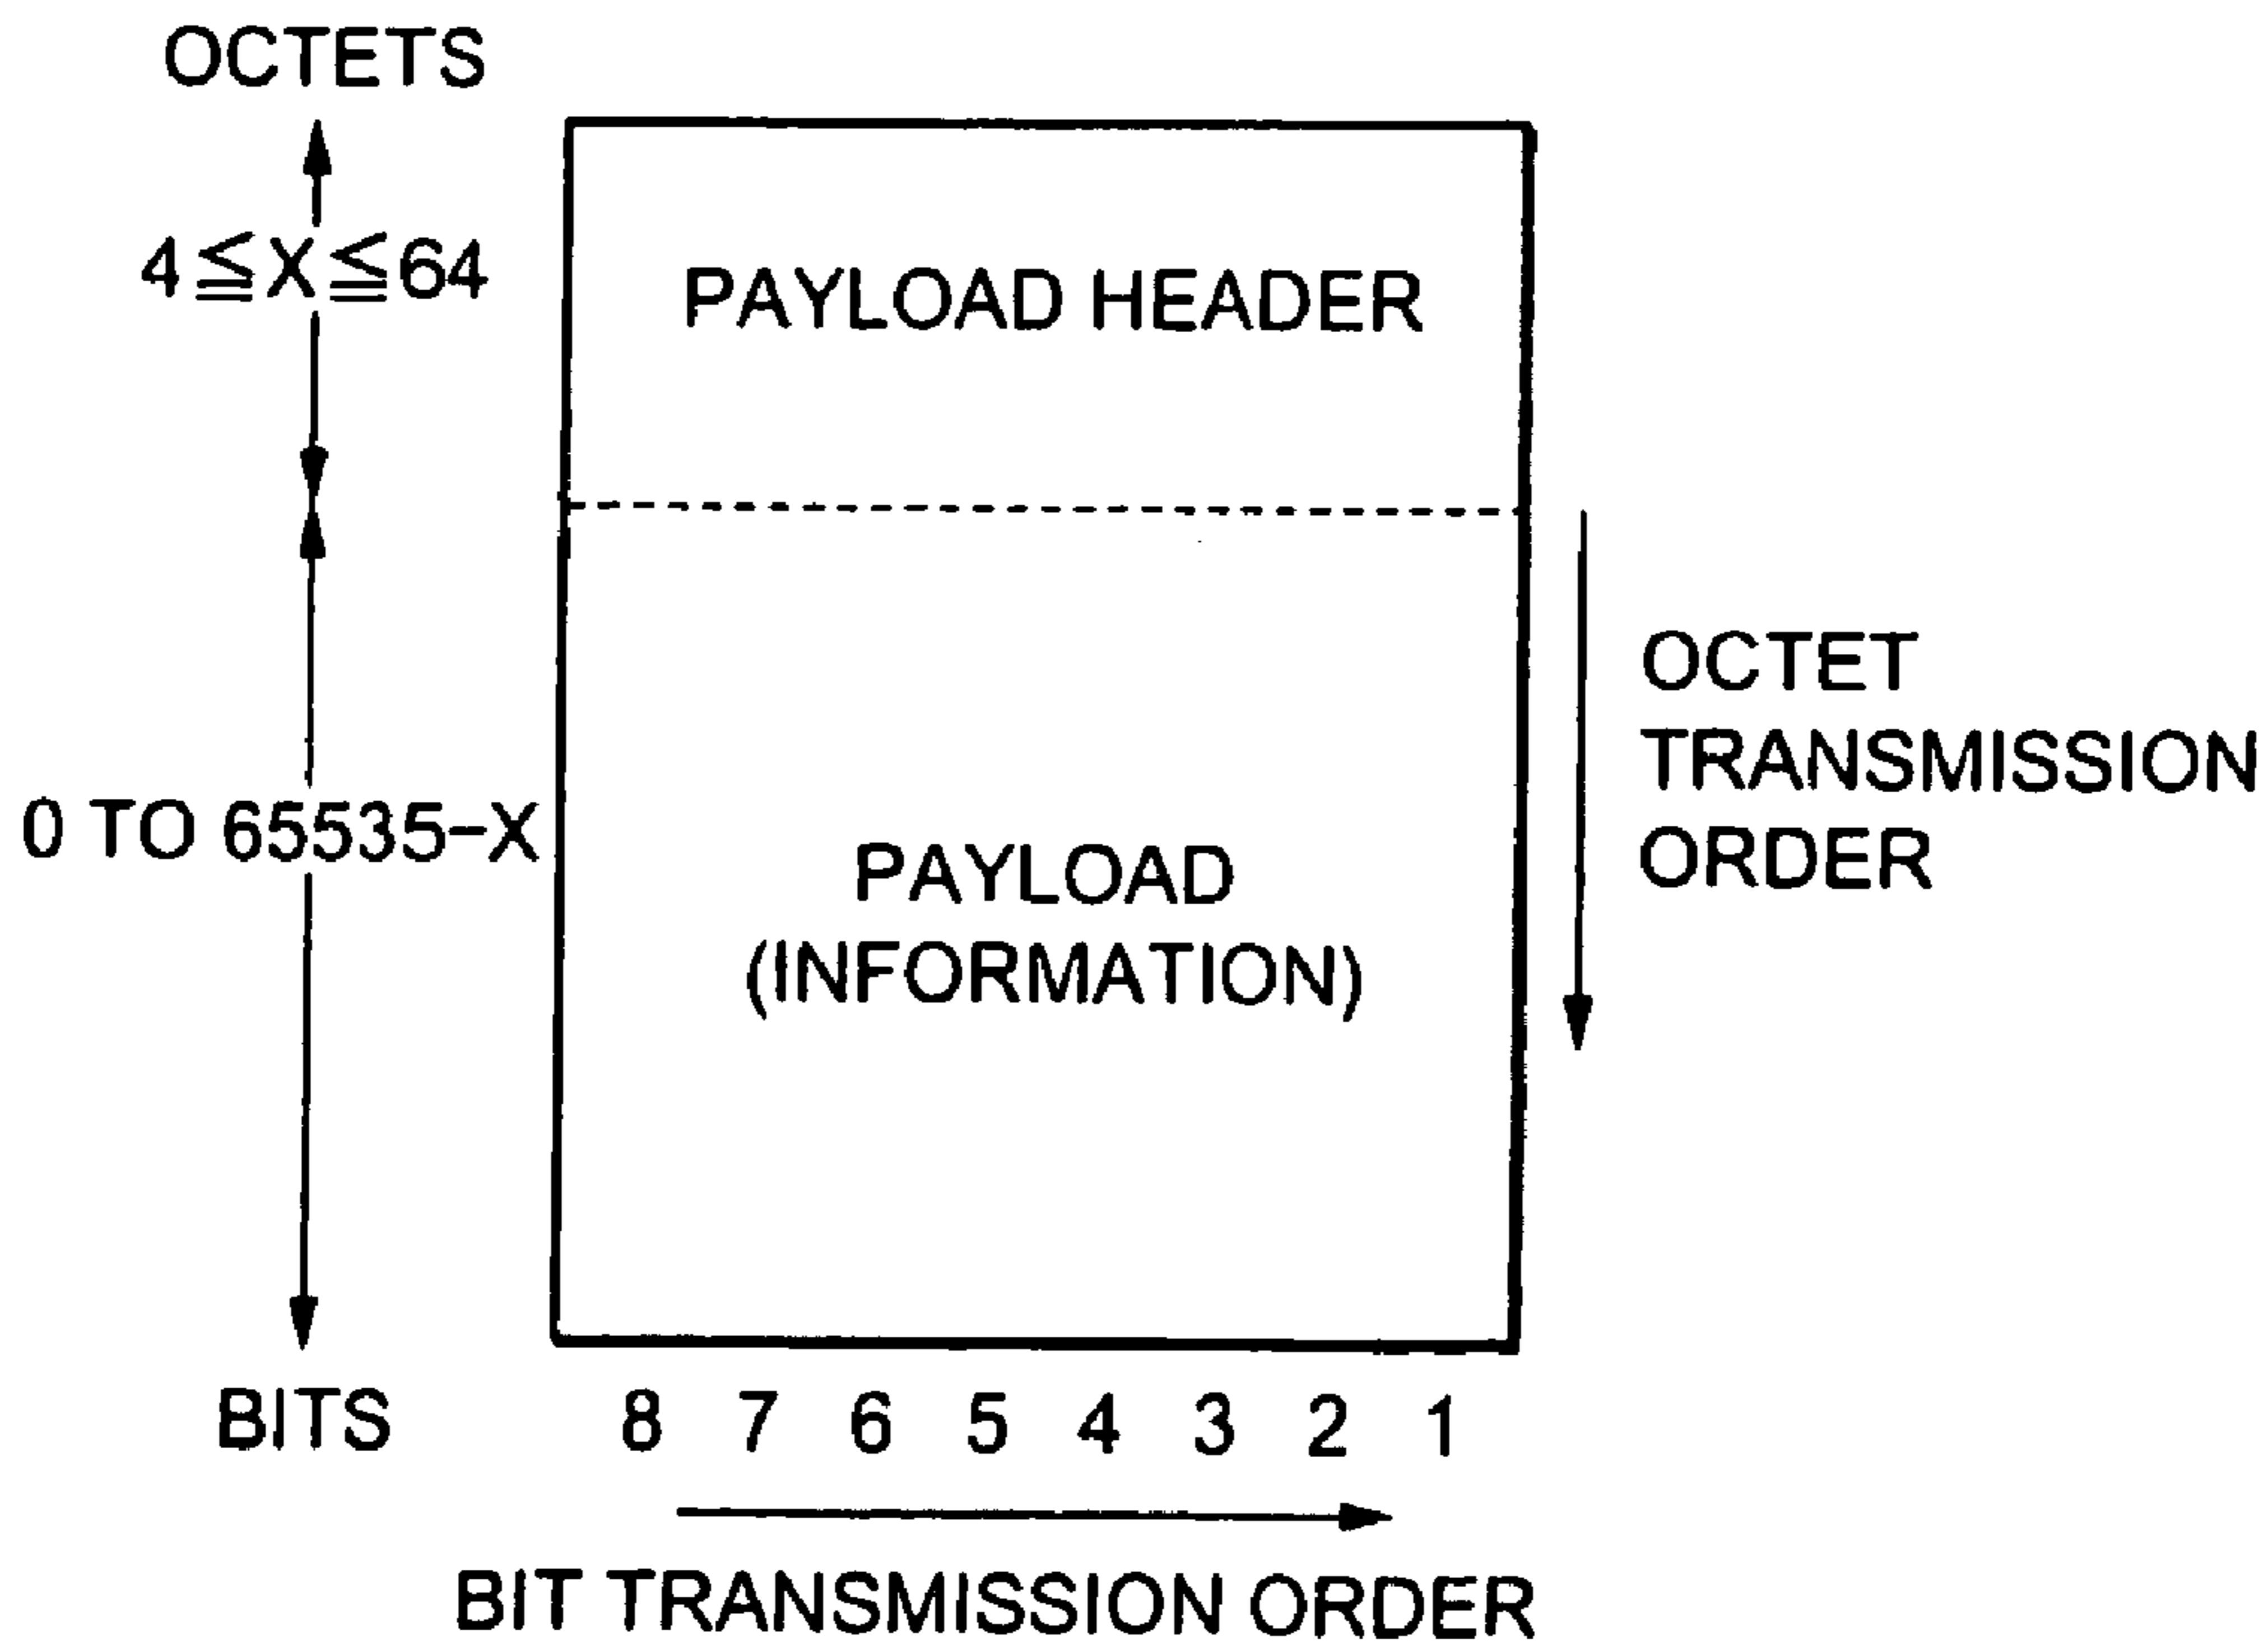 OCTETS
4≦X≦64
PAYLOAD HEADER
0 TO 65535-X
PAYLOAD
(INFORMATION)
OCTET
TRANSMISSION
ORDER
BITS 8 7 6 5 4 3 2 1
BIT TRANSMISSION ORDER